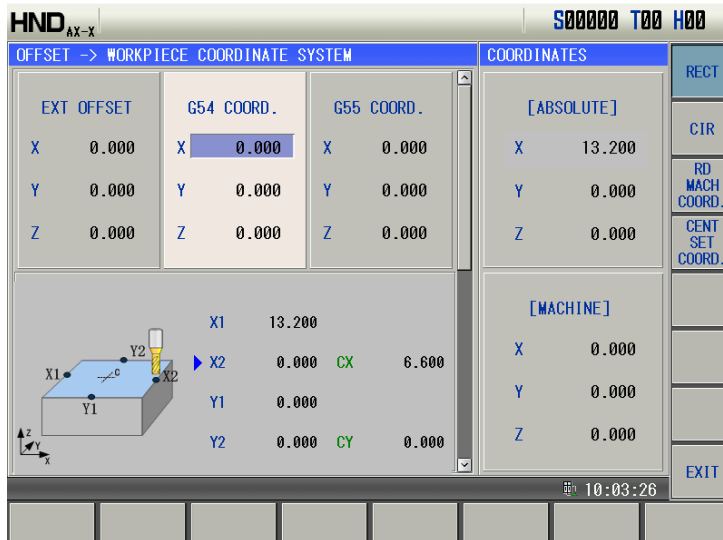 HND AX-X S00000 T00 H00
OFFSET -> WORKPIECE COORDINATE SYSTEM
COORDINATES
EXT OFFSET G54 COORD. G55 COORD.
X 0.000 X 0.000 X 0.000
Y 0.000 Y 0.000 Y 0.000
Z 0.000 Z 0.000 Z 0.000
[ABSOLUTE]
X 13.200
Y 0.000
Z 0.000
X1 13.200
X2 0.000 CX 6.600
Y1 0.000
Y2 0.000 CY 0.000
Y2
X1 C X2
Y1
Z
Y
X
[MACHINE]
X 0.000
Y 0.000
Z 0.000
10:03:26
RECT
CIR
RD
MACH
COORD.
CENT
SET
COORD.
EXIT